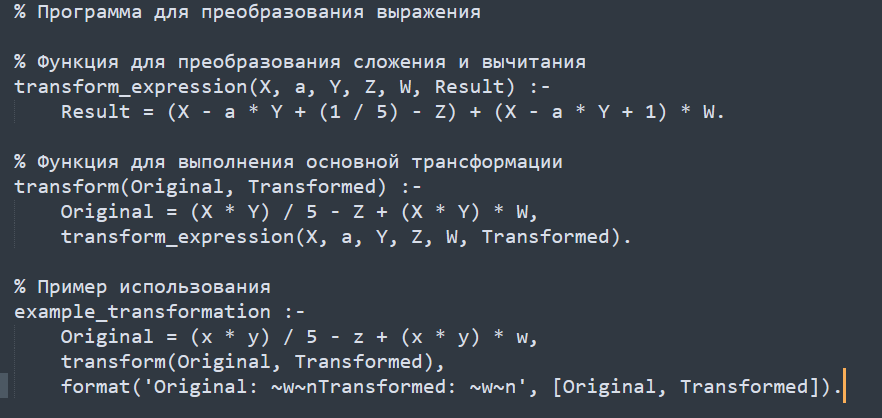 % Программа для преобразования выражения
% Функция для преобразования сложения и вычитания
transform_expression(X, a, Y, Z, W, Result) :-
    Result = (X - a * Y + (1 / 5) - Z) + (X - a * Y + 1) * W.
% Функция для выполнения основной трансформации
transform(Original, Transformed) :-
    Original = (X * Y) / 5 - Z + (X * Y) * W,
    transform_expression(X, a, Y, Z, W, Transformed).
% Пример использования
example_transformation :-
    Original = (x * y) / 5 - z + (x * y) * w,
    transform(Original, Transformed),
    format('Original: ~w~nTransformed: ~w~n', [Original, Transformed]).